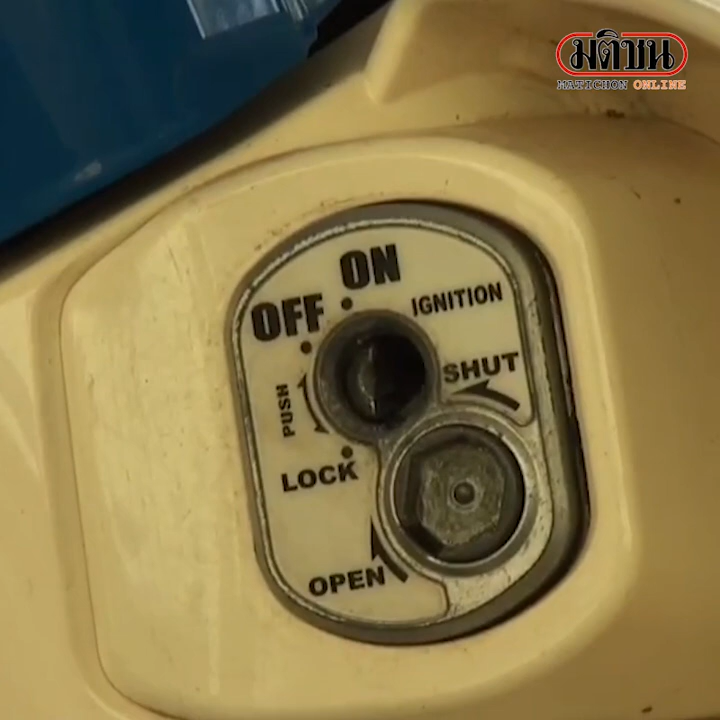 มติชน
MATICHON ONLINE
ON
OFF
IGNITION
SHUT
PUSH
LOCK
OPEN